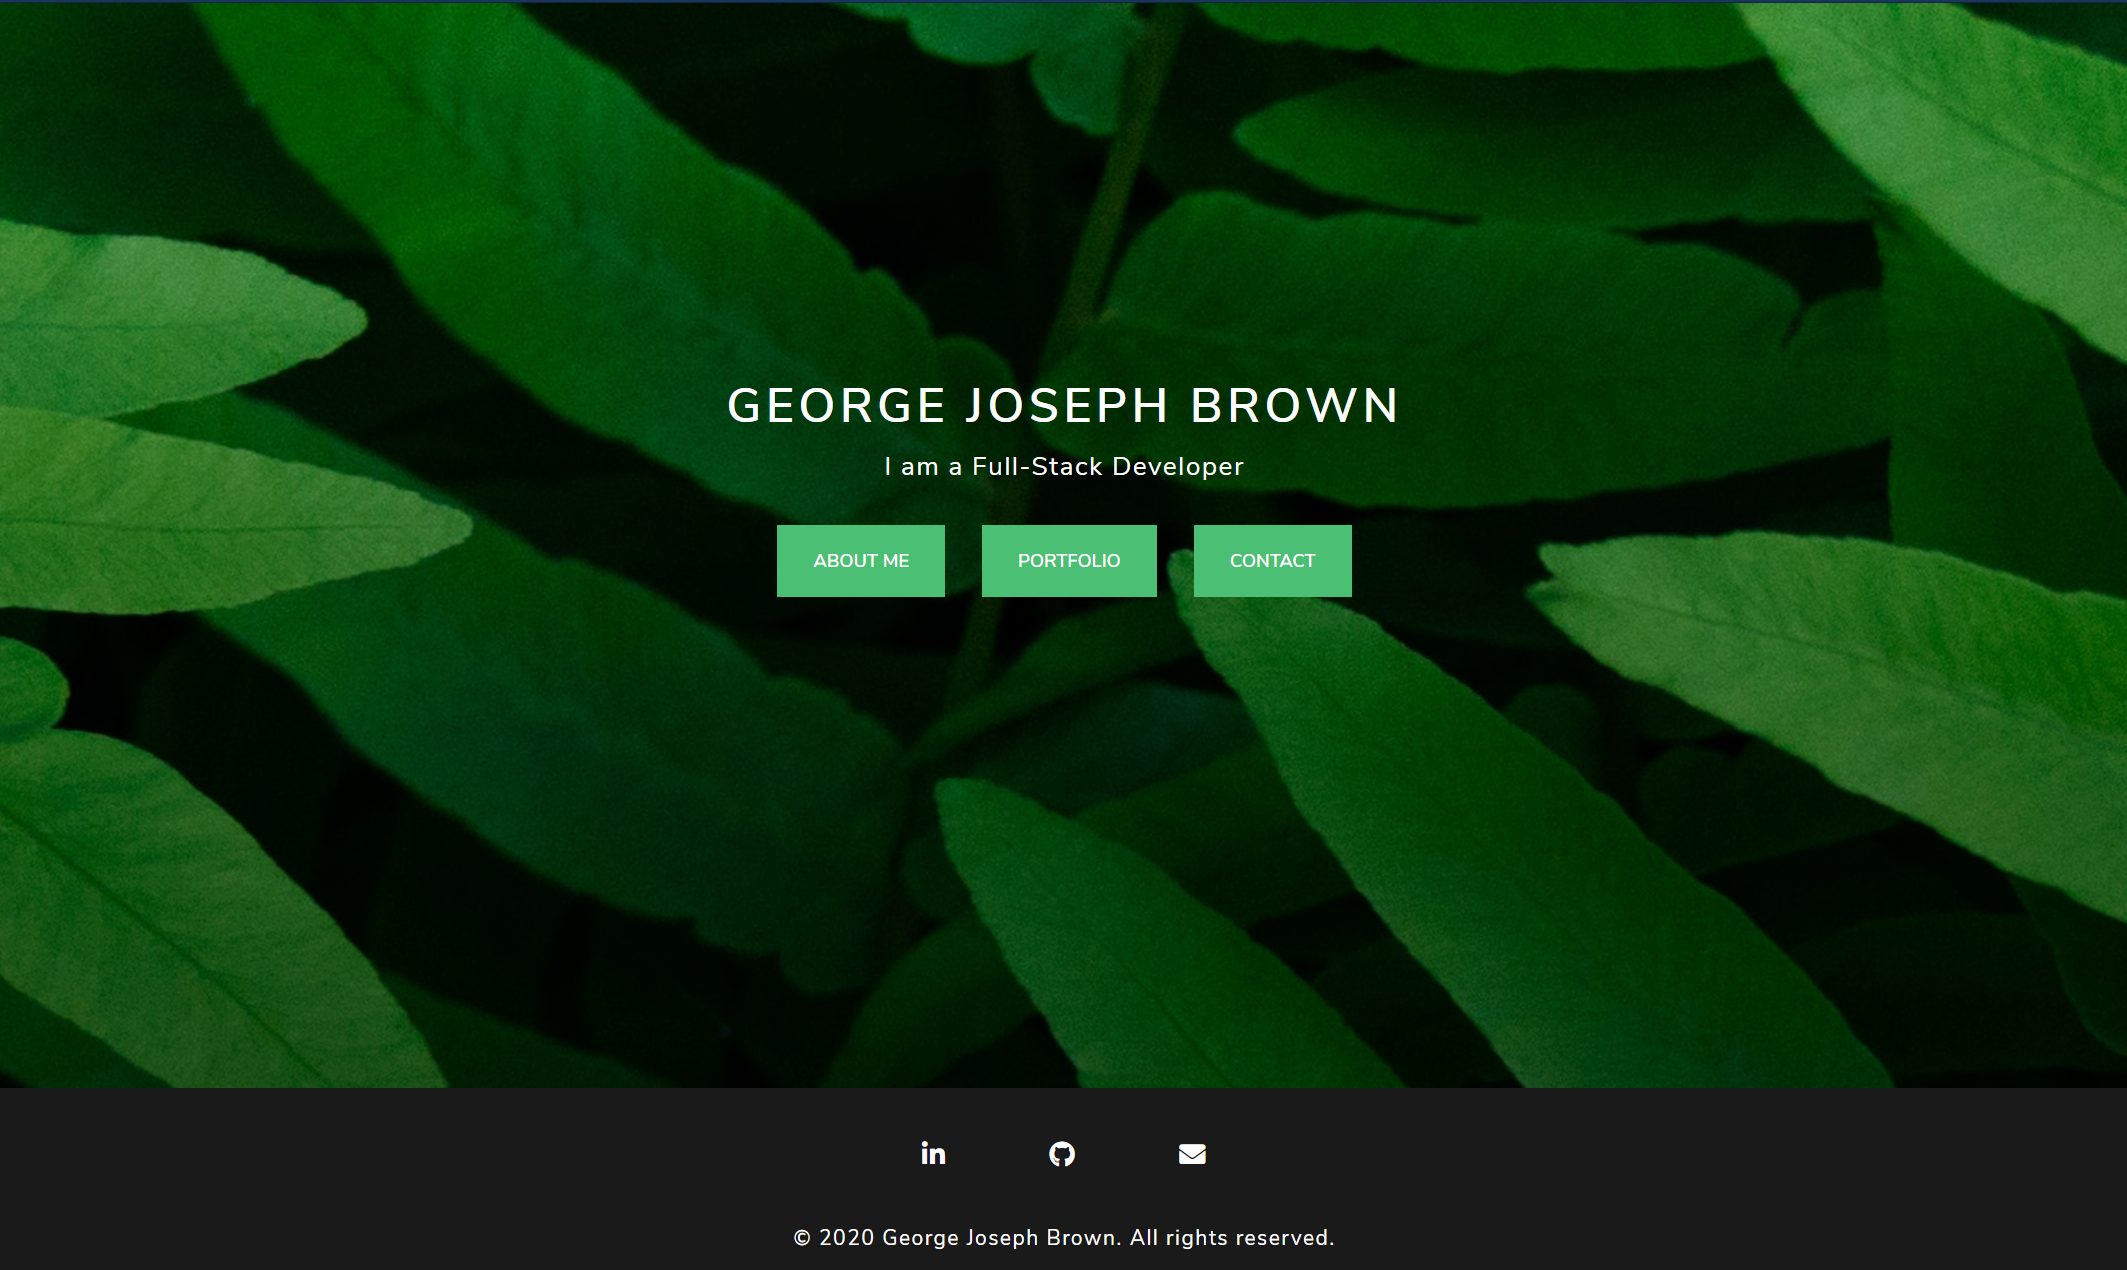 GEORGE JOSEPH BROWN
I am a Full-Stack Developer
ABOUT ME
PORTFOLIO
CONTACT
in
© 2020 George Joseph Brown. All rights reserved.